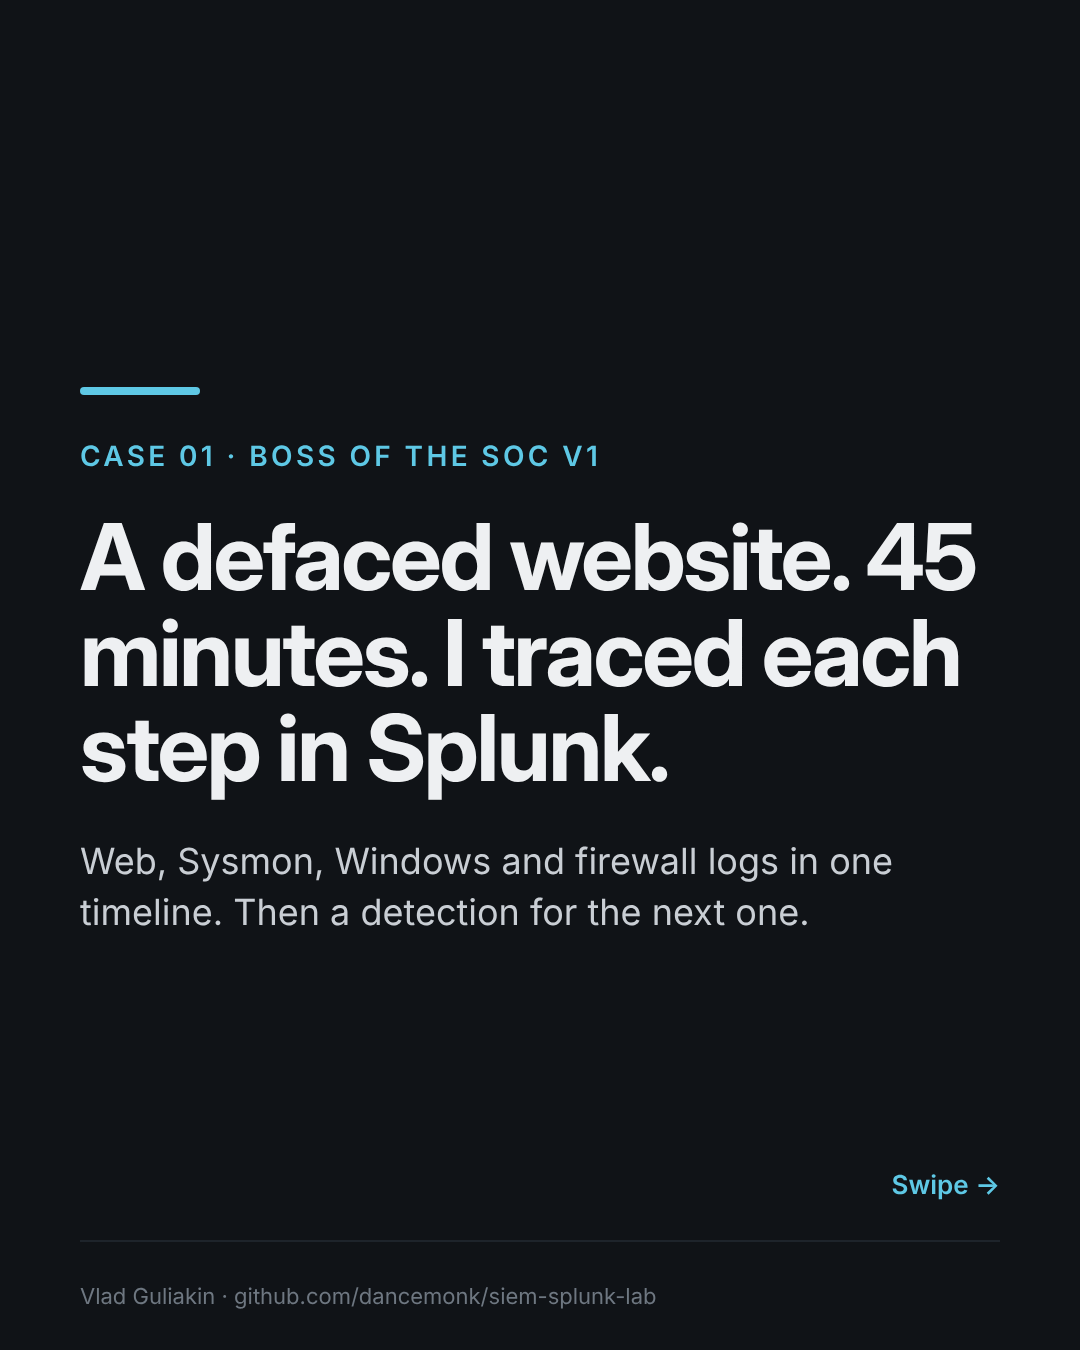 CASE 01 · BOSS OF THE SOC V1
A defaced website. 45
minutes. I traced each
step in Splunk.
Web, Sysmon, Windows and firewall logs in one
timeline. Then a detection for the next one.
Swipe →
Vlad Guliakin · github.com/dancemonk/siem-splunk-lab